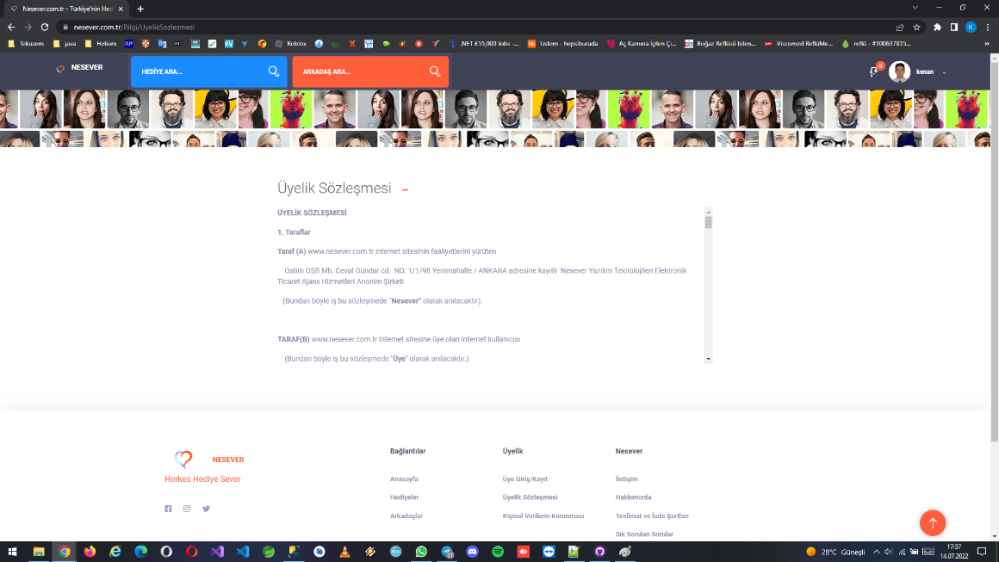 Nesever.com.tr - Türkiye'nin Hed
nesever.com.tr/Bilgi/UyelikSozlesmesi
Tekuzem
java
Helium
Roblox
.NET £55,000 Jobs -...
Listem - hepsiburada
Aç Karnına İçilen Çi...
Boğaz Reflüsü bilen...
Viscomed RefluMe...
reflü - #100637815...
NESEVER
HEDİYE ARA...
ARKADAŞ ARA...
0
kenan
Üyelik Sözleşmesi
ÜYELİK SÖZLEŞMESİ
1. Taraflar
Taraf (A) www.nesever.com.tr internet sitesinin faaliyetlerini yürüten
Ostim OSB Mh. Cevat Dündar cd. NO: 1/1/98 Yenimahalle / ANKARA adresine kayıtlı Nesever Yazılım Teknolojileri Elektronik
Ticaret Ajans Hizmetleri Anonim Şirketi
(Bundan böyle iş bu sözleşmede "Nesever" olarak anılacaktır).
TARAF(B) www.nesever.com.tr internet sitesine üye olan internet kullanıcısı
(Bundan böyle iş bu sözleşmede "Üye" olarak anılacaktır.)
NESEVER
Herkes Hediye Sever
Bağlantılar
Anasayfa
Hediyeler
Arkadaşlar
Üyelik
Üye Giriş/Kayıt
Üyelik Sözleşmesi
Kişisel Verilerin Korunması
Nesever
İletişim
Hakkımızda
Teslimat ve İade Şartları
Sık Sorulan Sorular
28°C Güneşli
17:37
14.07.2022